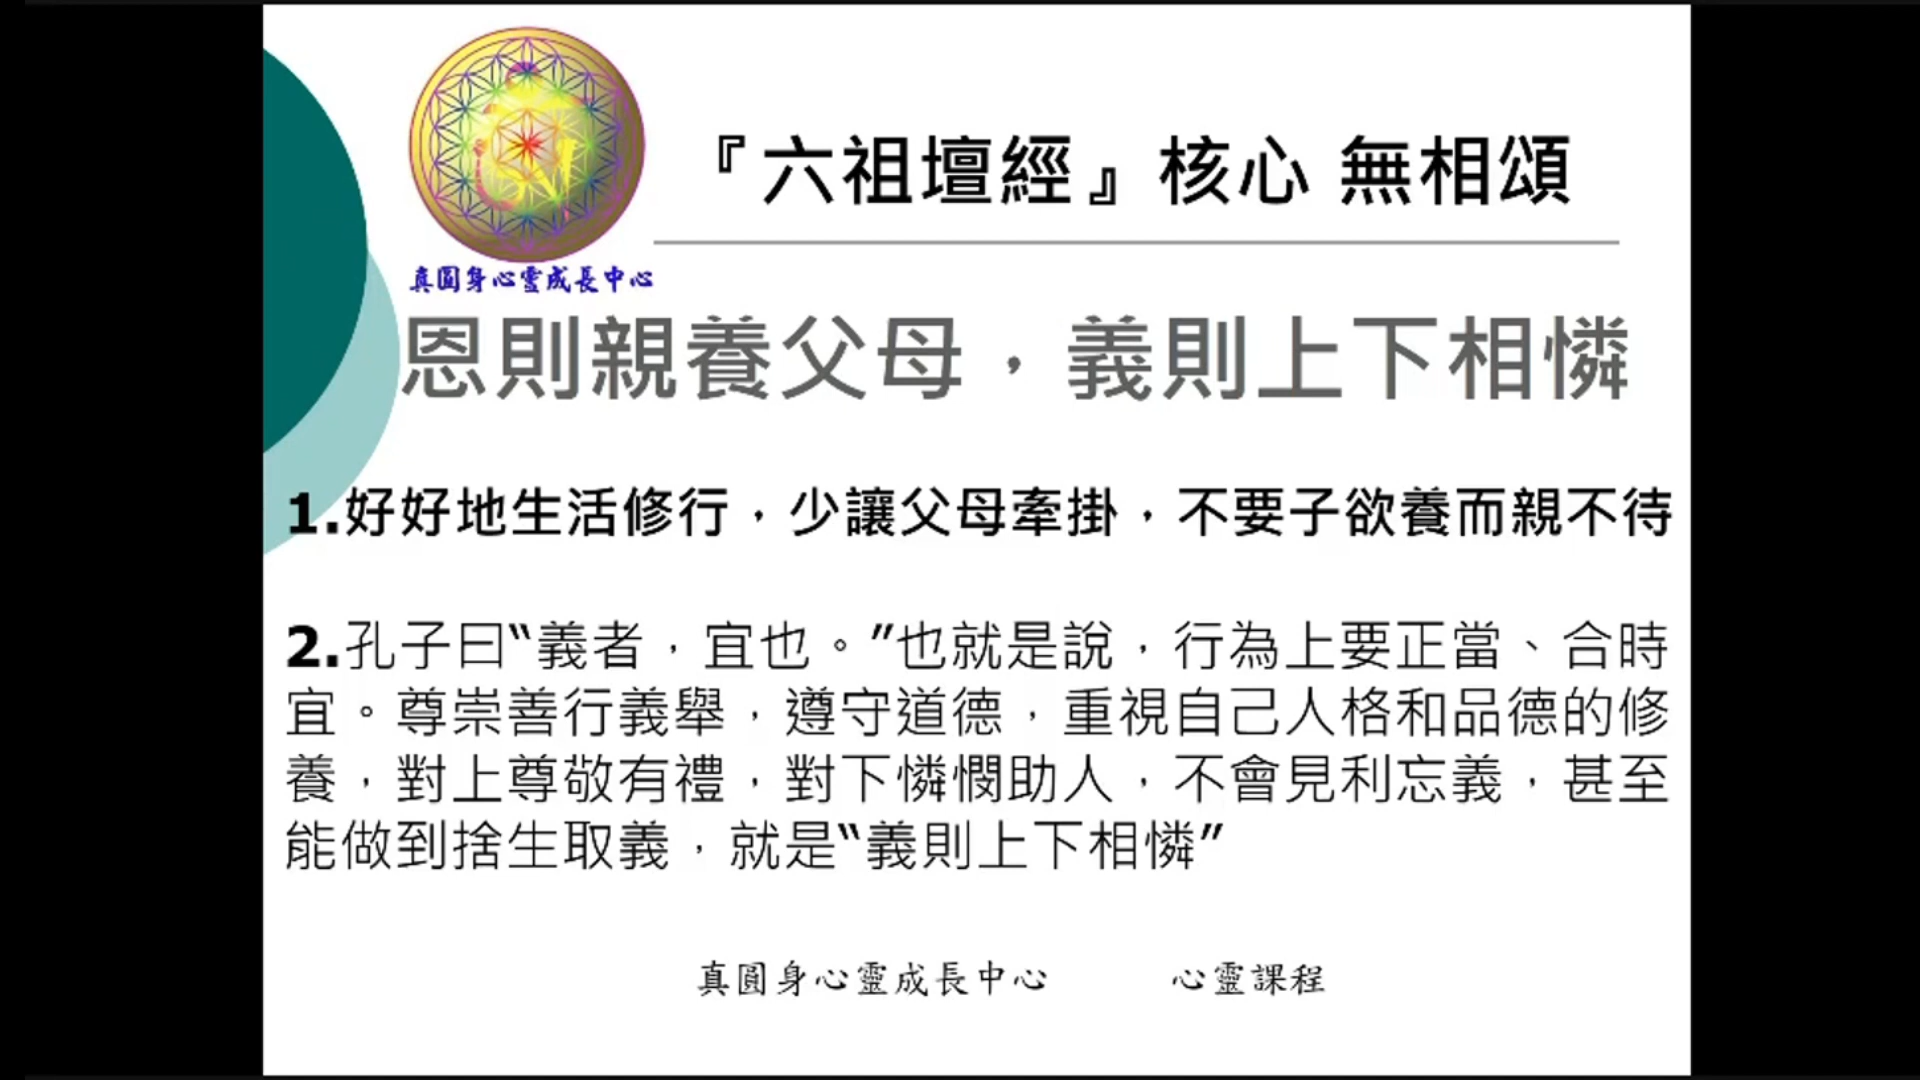 『六祖壇經』核心 無相頌
真圓身心靈成長中心
恩則親養父母，義則上下相憐
1.好好地生活修行，少讓父母牽掛，不要子欲養而親不待
2.孔子曰“義者，宜也。”也就是說，行為上要正當、合時
宜。尊崇善行義舉，遵守道德，重視自己人格和品德的修
養，對上尊敬有禮，對下憐憫助人，不會見利忘義，甚至
能做到捨生取義，就是“義則上下相憐”
真圓身心靈成長中心 心靈課程